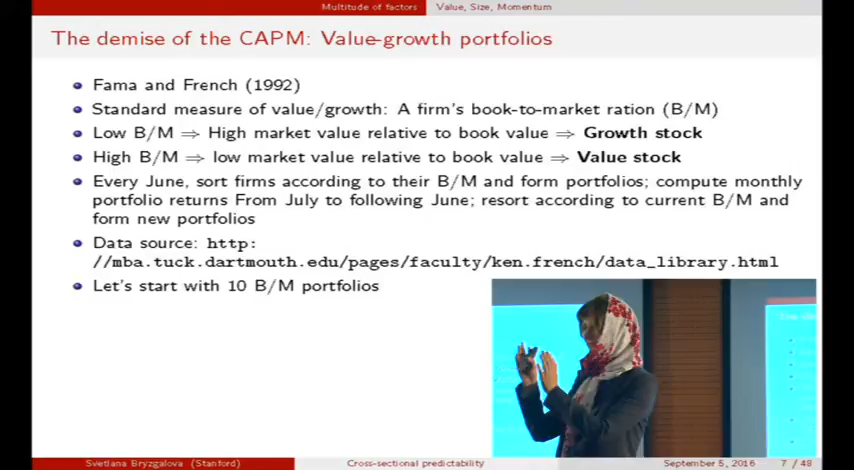 Multitude of factors Value, Size, Momentum
The demise of the CAPM: Value-growth portfolios
Fama and French (1992)
Standard measure of value/growth: A firm's book-to-market ration (B/M)
Low B/M ⇒ High market value relative to book value ⇒ Growth stock
High B/M ⇒ low market value relative to book value ⇒ Value stock
Every June, sort firms according to their B/M and form portfolios; compute monthly
portfolio returns From July to following June; resort according to current B/M and
form new portfolios
Data source: http:
//mba.tuck.dartmouth.edu/pages/faculty/ken.french/data_library.html
Let's start with 10 B/M portfolios
Svetlana Bryzgalova (Stanford) Cross-sectional predictability September 5, 2016 7 / 48